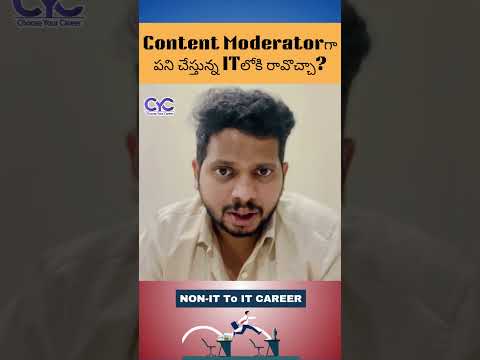 CYC
Choose Your Career
Content Moderatorగా
పని చేస్తున్న ITలోకి రావొచ్చా?
CYC
Choose Your Career
NON-IT To IT CAREER